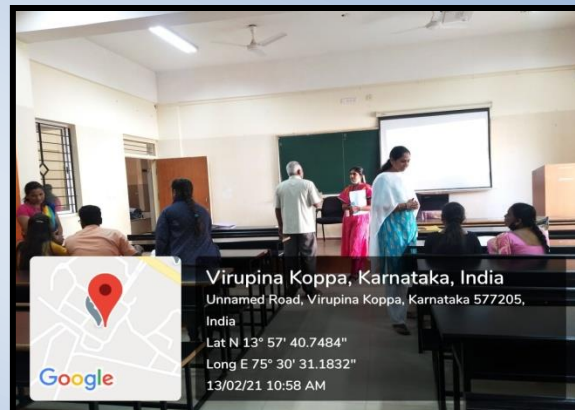 Virupina Koppa, Karnataka, India
Unnamed Road, Virupina Koppa, Karnataka 577205,
India
Lat N 13° 57' 40.7484"
Long E 75° 30' 31.1832"
13/02/21 10:58 AM
Google